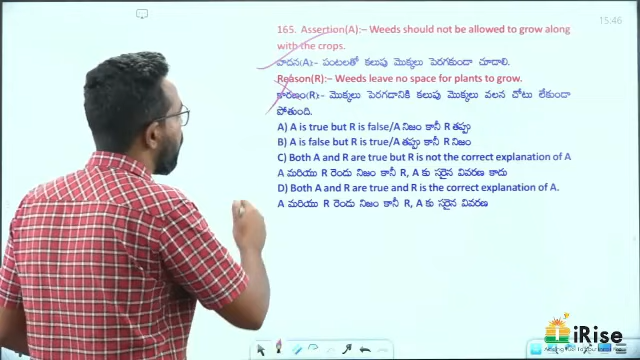 15:46
165. Assertion(A):– Weeds should not be allowed to grow along
with the crops.
వాదన(A):- పంటలతో కలుపు మొక్కలు పెరగకుండా చూడాలి.
Reason(R):– Weeds leave no space for plants to grow.
కారణం(R):- మొక్కలు పెరగడానికి కలుపు మొక్కల వలన చోటు లేకుండా
పోతుంది.
A) A is true but R is false/A నిజం కానీ R తప్పు
B) A is false but R is true/A తప్పు కానీ R నిజం
C) Both A and R are true but R is not the correct explanation of A
A మరియు R రెండు నిజం కానీ R, A కు సరైన వివరణ కాదు
D) Both A and R are true and R is the correct explanation of A.
A మరియు R రెండు నిజం కానీ R, A కు సరైన వివరణ
iRise